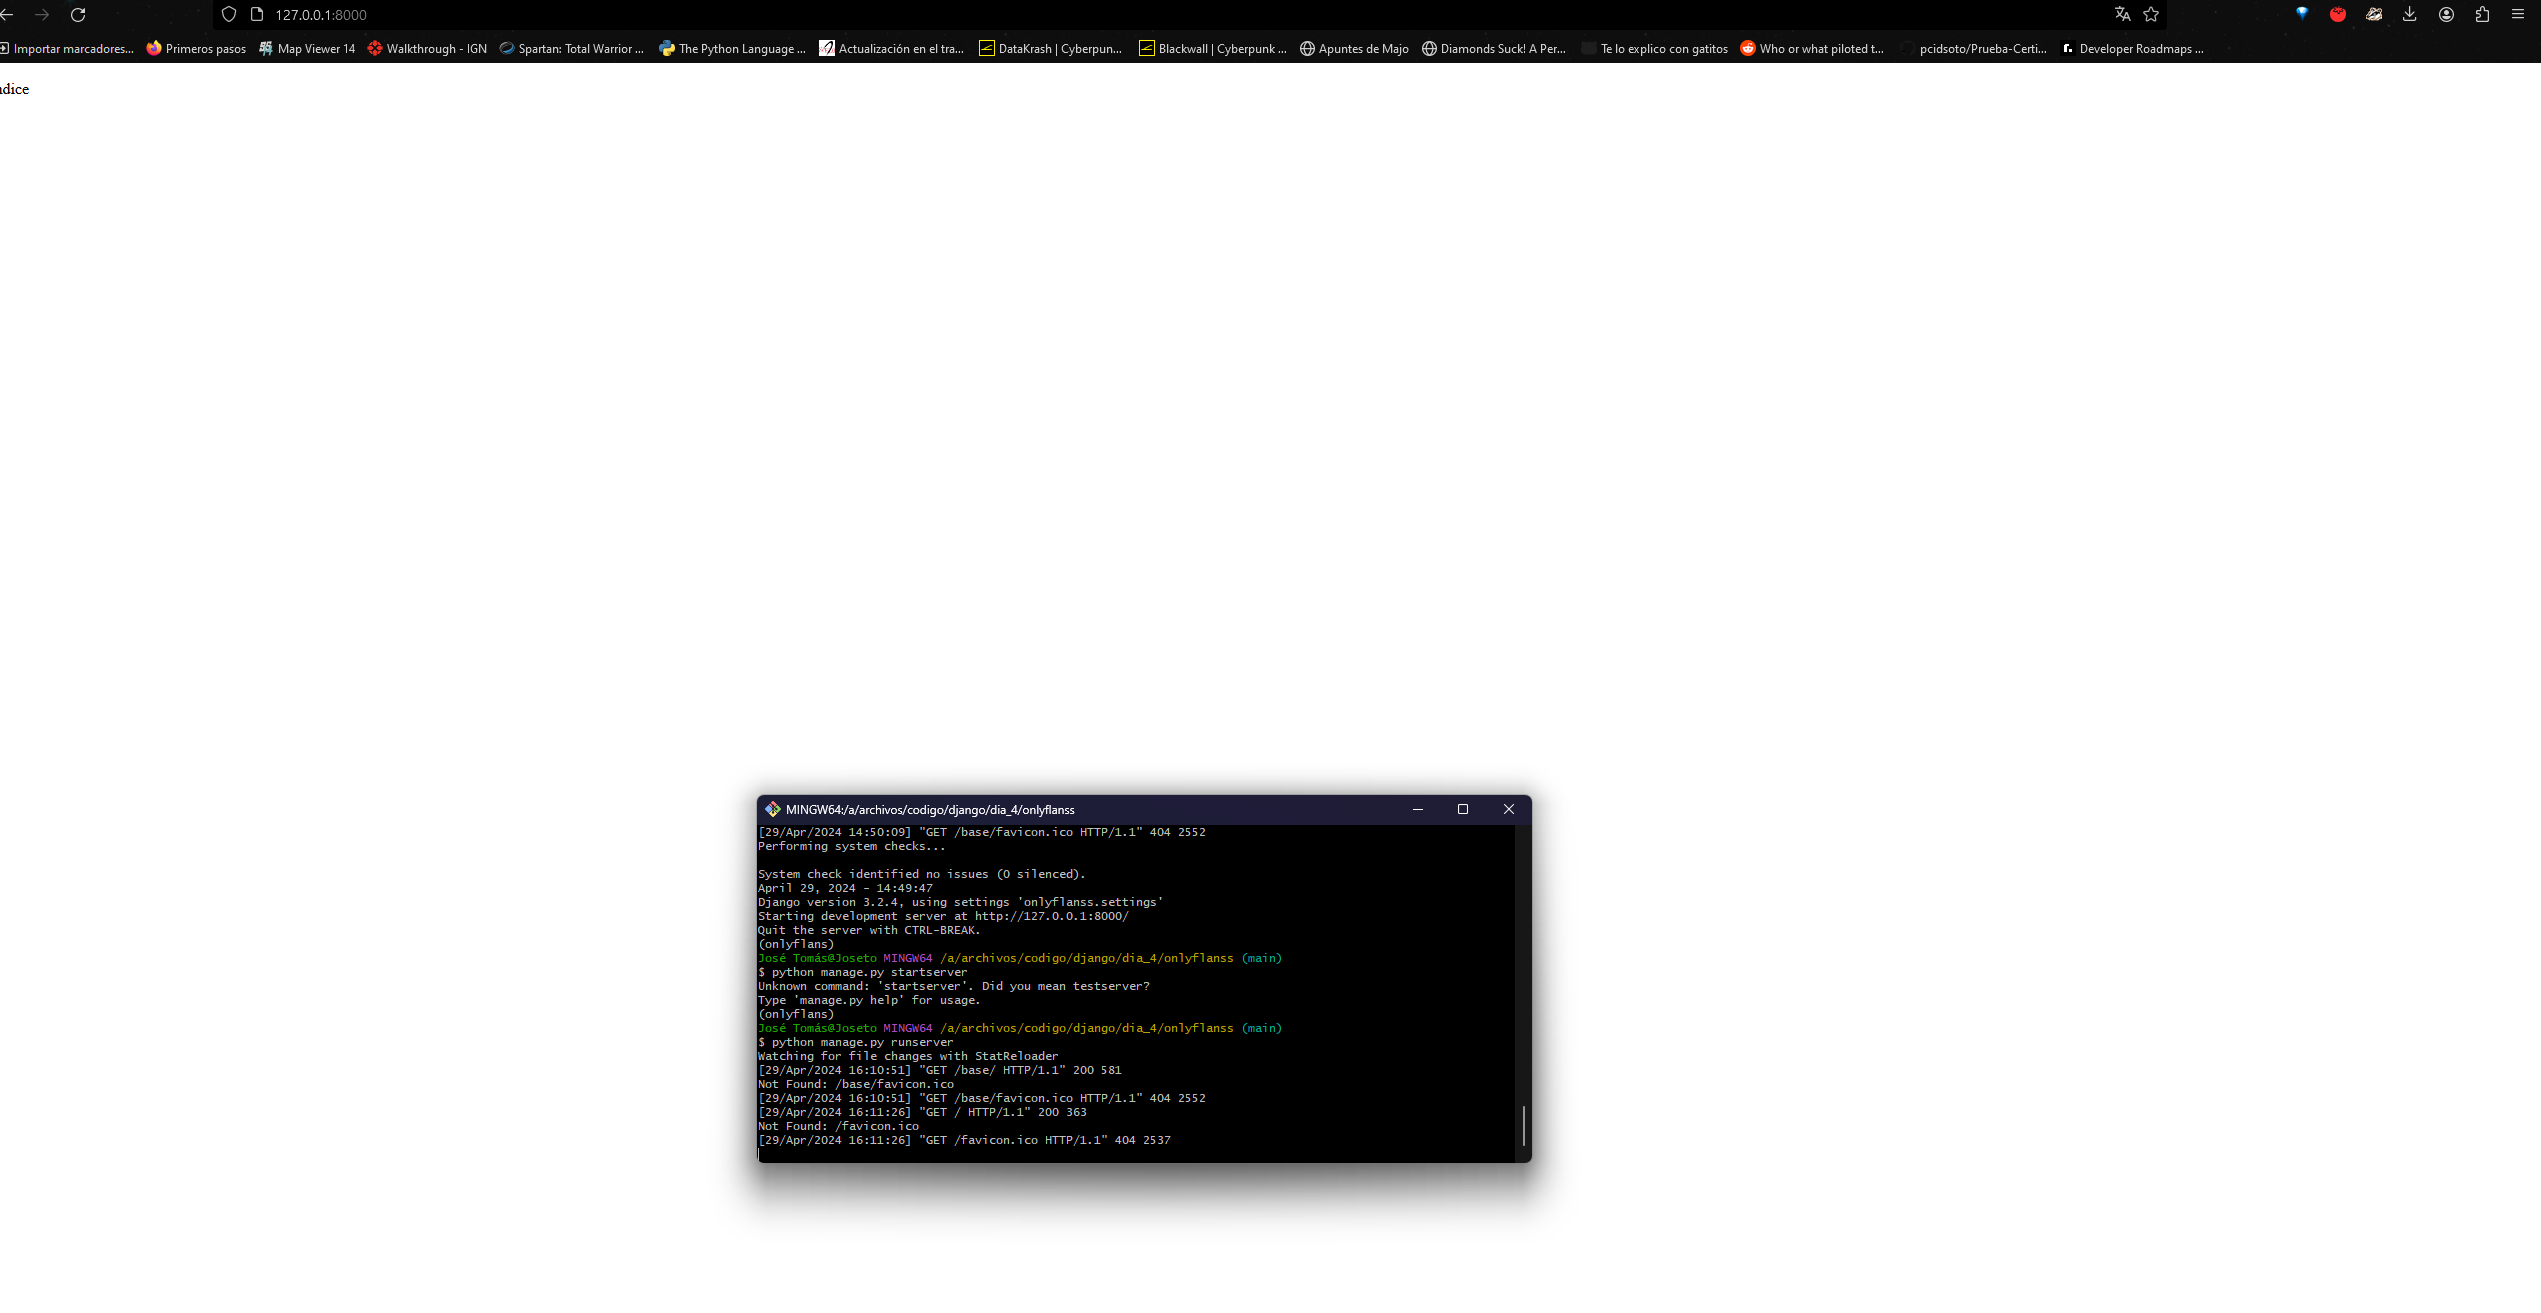 127.0.0.1:8000
Importar marcadores... Primeros pasos Map Viewer 14 Walkthrough - IGN Spartan: Total Warrior ... The Python Language ... Actualización en el tra... DataKrash | Cyberpun... Blackwall | Cyberpunk ... Apuntes de Majo Diamonds Suck! A Per... Te lo explico con gatitos Who or what piloted t... pcidsoto/Prueba-Certi... Developer Roadmaps ...
ndice
MINGW64:/a/archivos/codigo/django/dia_4/onlyflanss
[29/Apr/2024 14:50:09] "GET /base/favicon.ico HTTP/1.1" 404 2552
Performing system checks...
System check identified no issues (0 silenced).
April 29, 2024 - 14:49:47
Django version 3.2.4, using settings 'onlyflanss.settings'
Starting development server at http://127.0.0.1:8000/
Quit the server with CTRL-BREAK.
(onlyflans)
José Tomás@Joseto MINGW64 /a/archivos/codigo/django/dia_4/onlyflanss (main)
$ python manage.py startserver
Unknown command: 'startserver'. Did you mean testserver?
Type 'manage.py help' for usage.
(onlyflans)
José Tomás@Joseto MINGW64 /a/archivos/codigo/django/dia_4/onlyflanss (main)
$ python manage.py runserver
Watching for file changes with StatReloader
[29/Apr/2024 16:10:51] "GET /base/ HTTP/1.1" 200 581
Not Found: /base/favicon.ico
[29/Apr/2024 16:10:51] "GET /base/favicon.ico HTTP/1.1" 404 2552
[29/Apr/2024 16:11:26] "GET / HTTP/1.1" 200 363
Not Found: /favicon.ico
[29/Apr/2024 16:11:26] "GET /favicon.ico HTTP/1.1" 404 2537